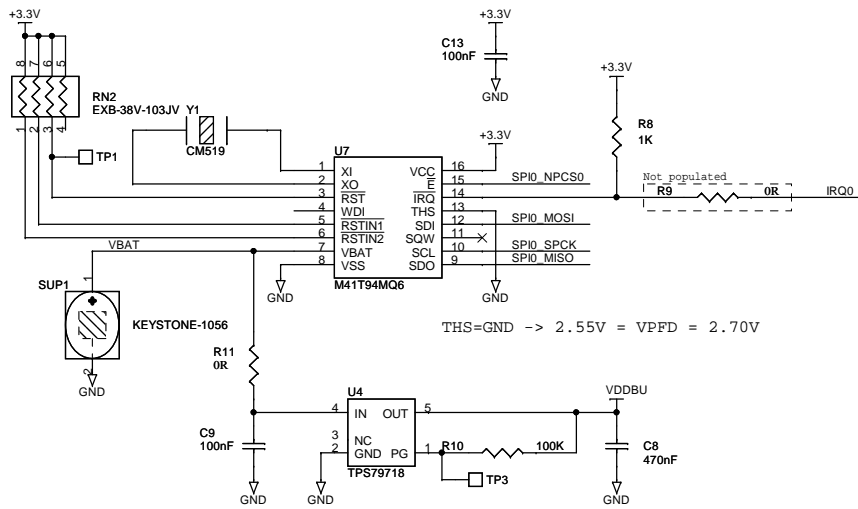 +3.3V
+3.3V
C13
100nF
GND
+3.3V
R8
1K
8 7 6 5
RN2
EXB-38V-103JV
1 2 3 4
TP1
Y1
CM519
+3.3V
U7
Not populated
R9 0R
IRQ0
1 XI VCC 16
2 XO E 15 SPI0_NPCS0
3 RST IRQ 14
4 WDI THS 13
5 RSTIN1 SDI 12 SPI0_MOSI
6 RSTIN2 SQW 11
VBAT 7 VBAT SCL 10 SPI0_SPCK
8 VSS SDO 9 SPI0_MISO
M41T94MQ6
GND
GND
SUP1
1
KEYSTONE-1056
2
GND
THS=GND -> 2.55V = VPFD = 2.70V
R11
0R
U4
VDDBU
4 IN OUT 5
3 NC
2 GND PG 1
TPS79718
R10 100K
C9
100nF
C8
470nF
TP3
GND
GND
GND